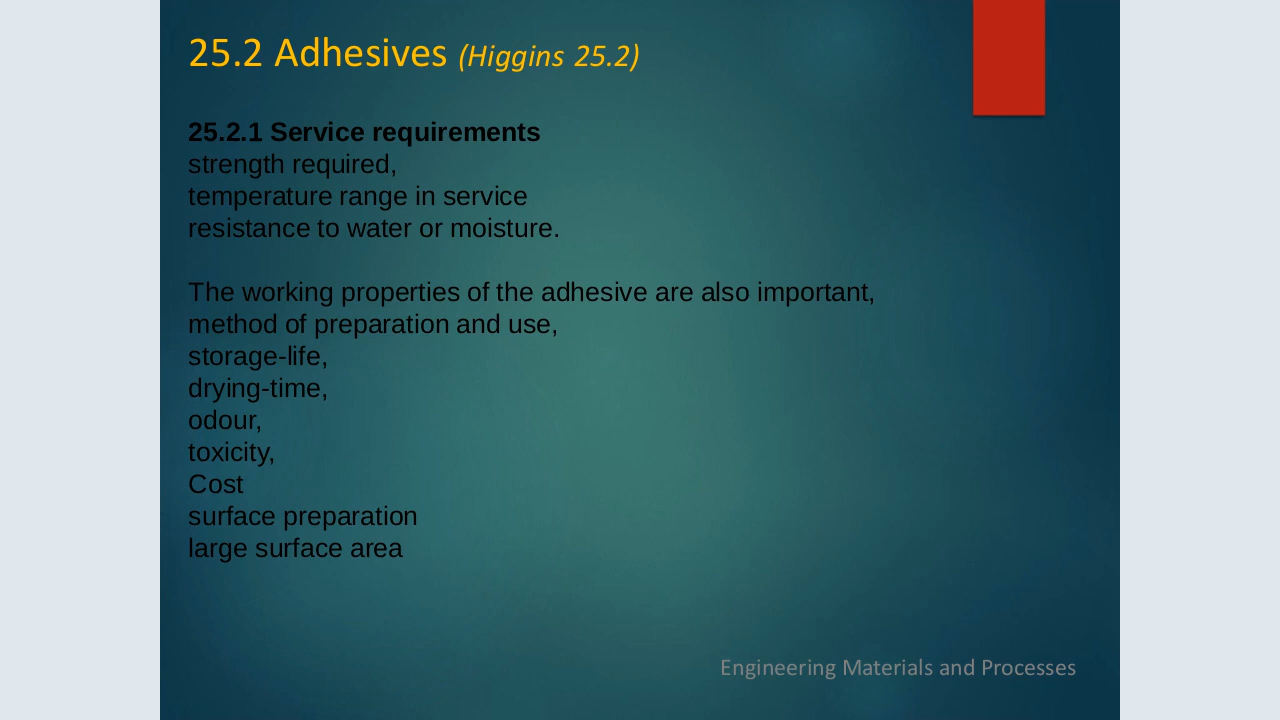 25.2 Adhesives (Higgins 25.2)
25.2.1 Service requirements
strength required,
temperature range in service
resistance to water or moisture.
The working properties of the adhesive are also important,
method of preparation and use,
storage-life,
drying-time,
odour,
toxicity,
Cost
surface preparation
large surface area
Engineering Materials and Processes